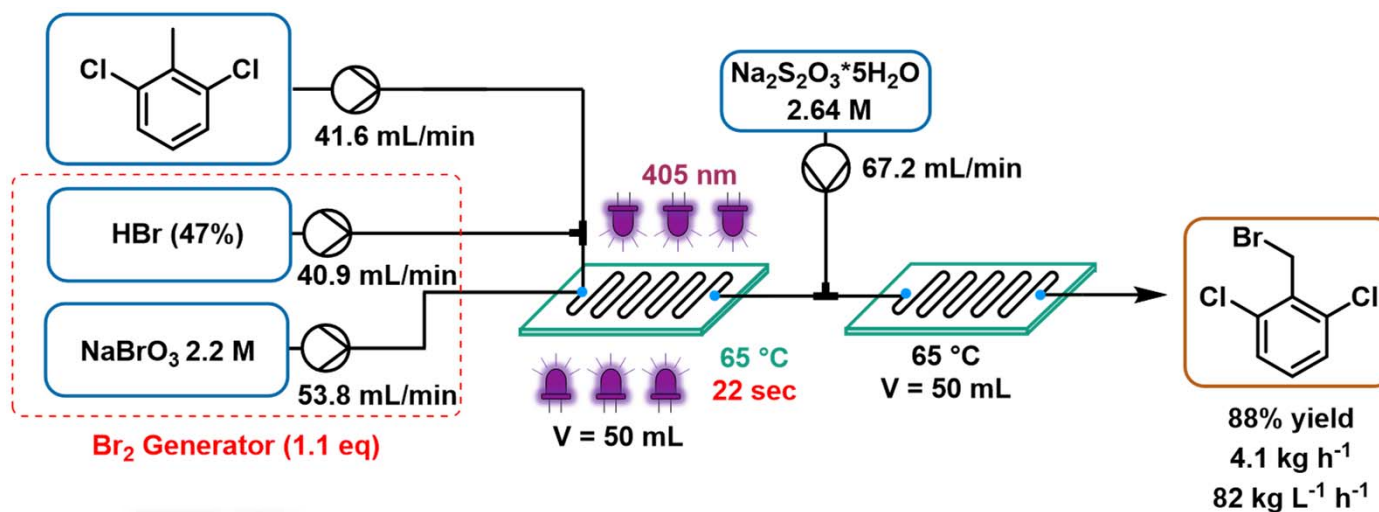 Cl
Cl
41.6 mL/min
HBr (47%)
40.9 mL/min
NaBrO₃ 2.2 M
53.8 mL/min
Br₂ Generator (1.1 eq)
405 nm
65 °C
22 sec
V = 50 mL
Na₂S₂O₃*5H₂O
2.64 M
67.2 mL/min
65 °C
V = 50 mL
Br
Cl
Cl
88% yield
4.1 kg h⁻¹
82 kg L⁻¹ h⁻¹